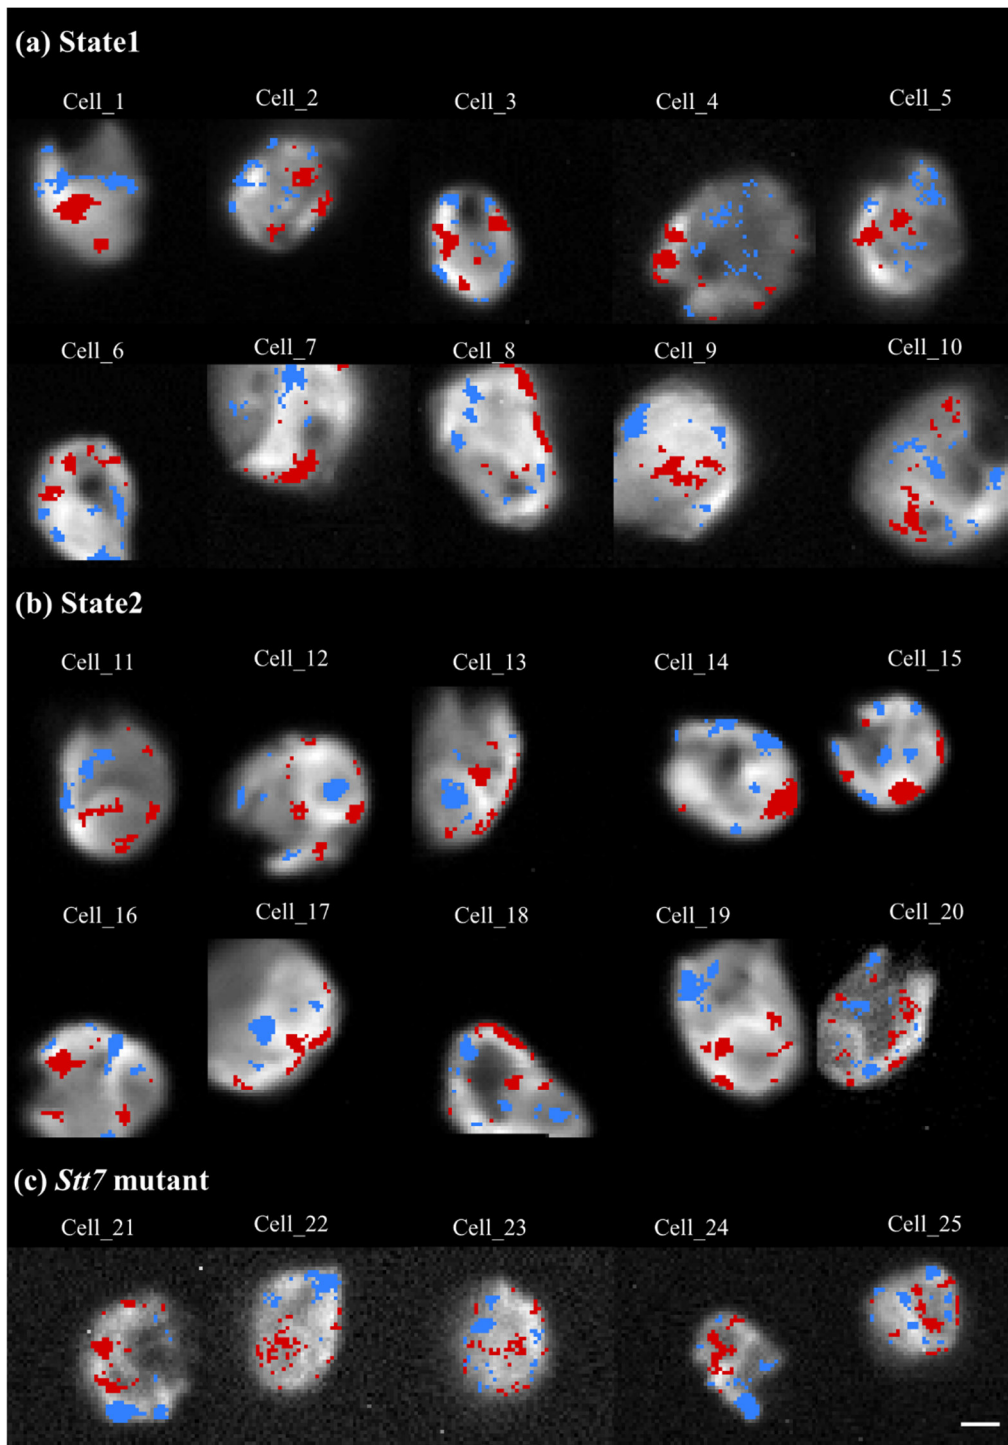 (a) State1
Cell_1 Cell_2 Cell_3 Cell_4 Cell_5
Cell_6 Cell_7 Cell_8 Cell_9 Cell_10
(b) State2
Cell_11 Cell_12 Cell_13 Cell_14 Cell_15
Cell_16 Cell_17 Cell_18 Cell_19 Cell_20
(c) Stt7 mutant
Cell_21 Cell_22 Cell_23 Cell_24 Cell_25